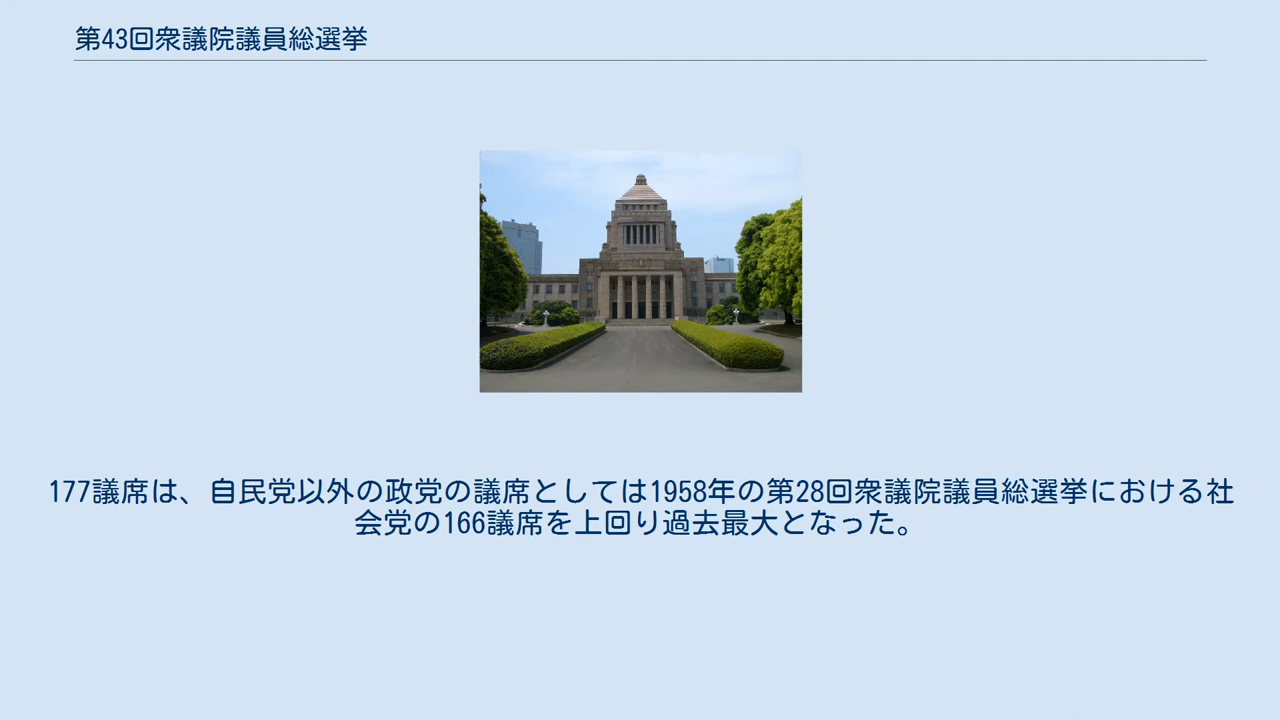 第43回衆議院議員総選挙
177議席は、自民党以外の政党の議席としては1958年の第28回衆議院議員総選挙における社
会党の166議席を上回り過去最大となった。